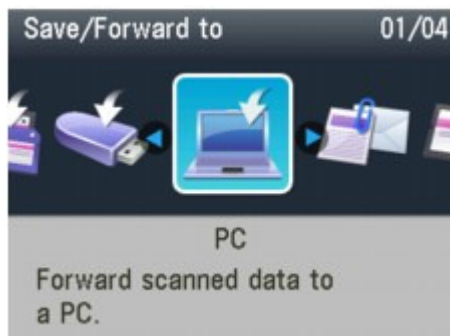 Save/Forward to 01/04
PC
Forward scanned data to
a PC.